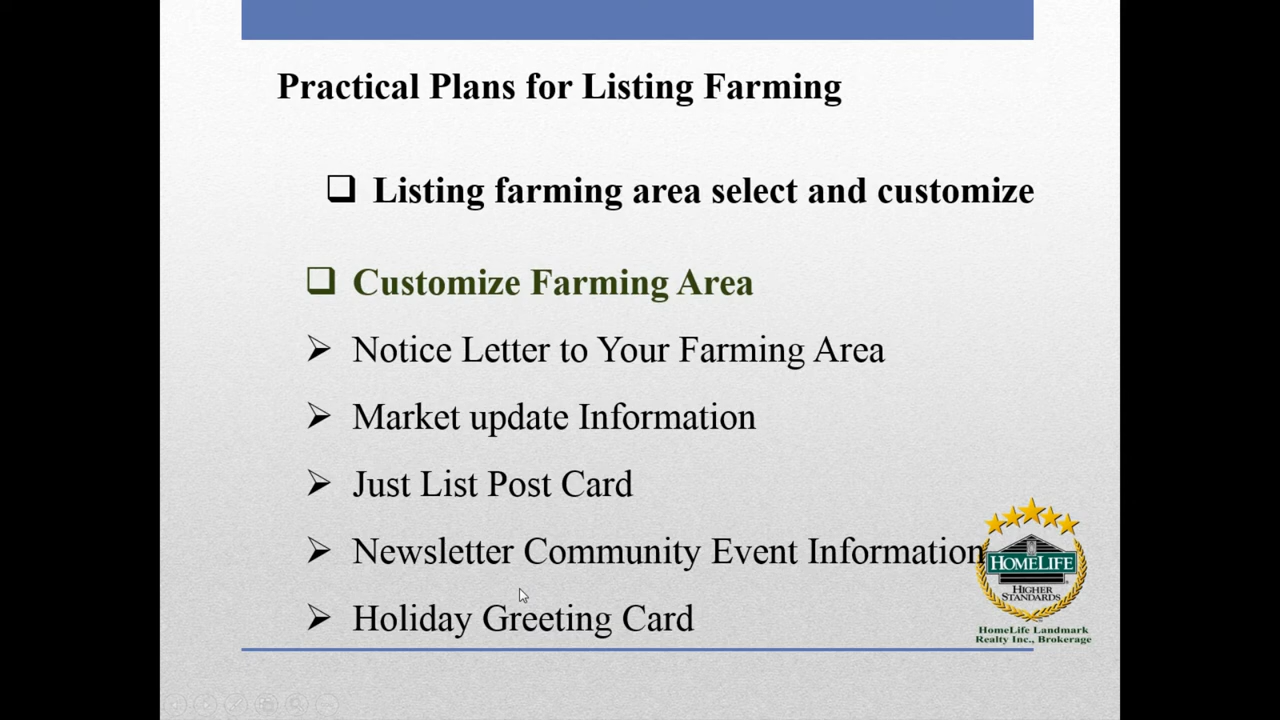 Practical Plans for Listing Farming
Listing farming area select and customize
Customize Farming Area
Notice Letter to Your Farming Area
Market update Information
Just List Post Card
Newsletter Community Event Information
Holiday Greeting Card
HOMELIFE
HIGHER
STANDARDS
HomeLife Landmark
Realty Inc., Brokerage